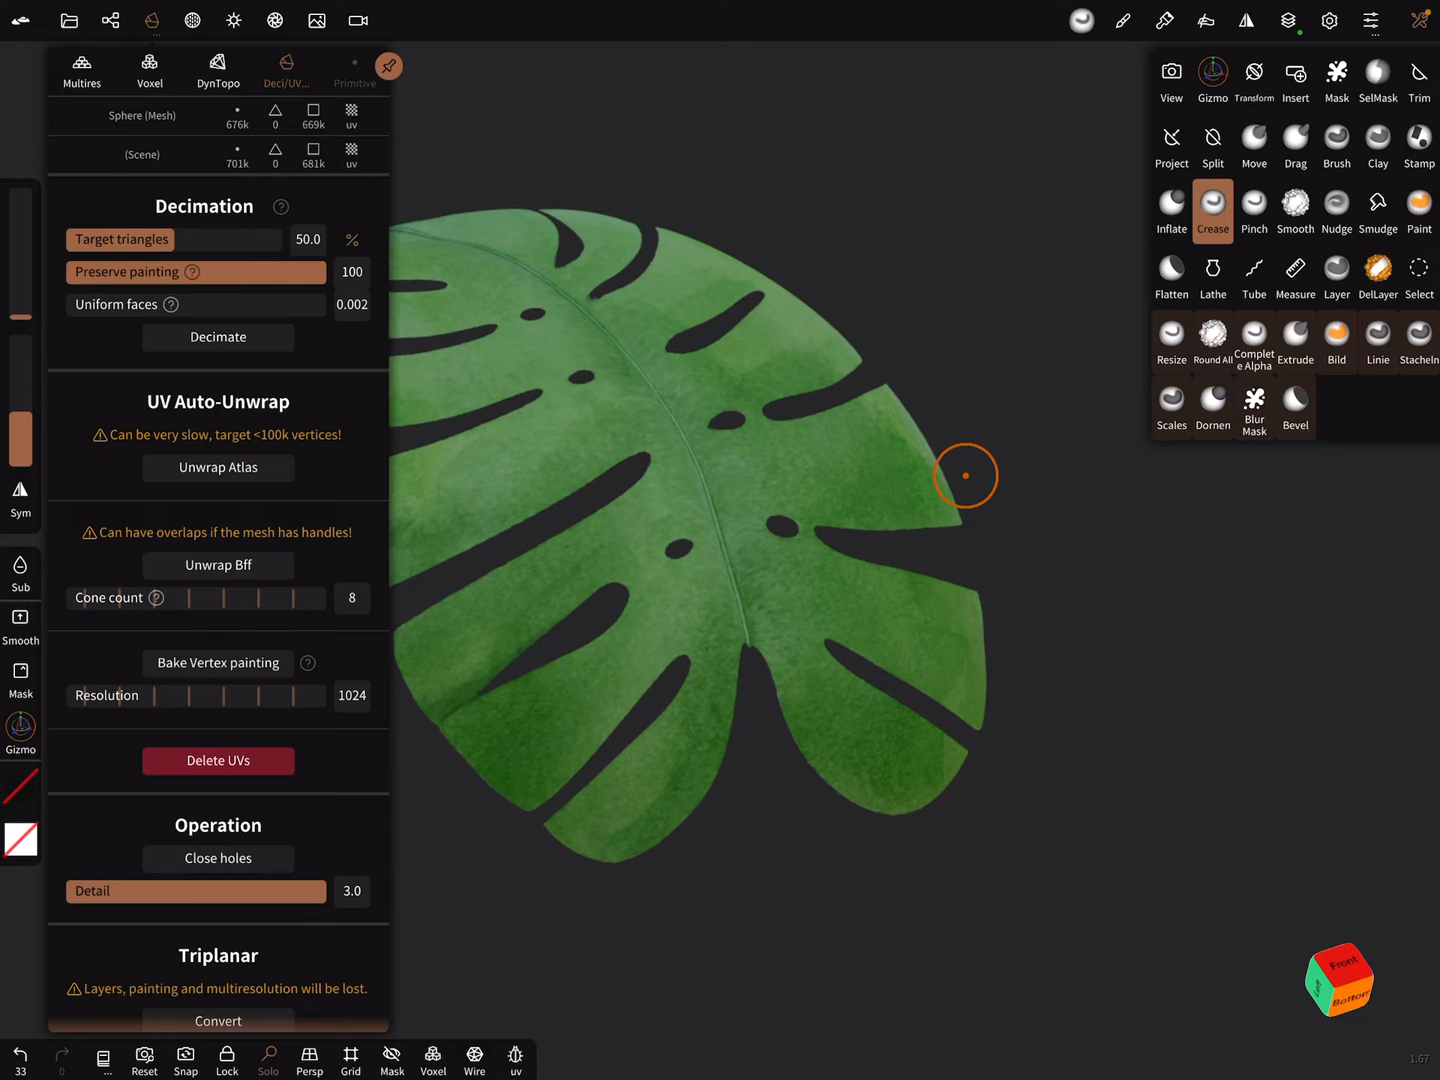 Multires Voxel DynTopo Deci/UV... Primitive
Sphere (Mesh) 676k 0 669k uv
(Scene) 701k 0 681k uv
Decimation ?
Target triangles 50.0 %
Preserve painting ? 100
Uniform faces ? 0.002
Decimate
UV Auto-Unwrap
Can be very slow, target <100k vertices!
Unwrap Atlas
Can have overlaps if the mesh has handles!
Unwrap Bff
Cone count ? 8
Bake Vertex painting ?
Resolution 1024
Delete UVs
Operation
Close holes
Detail 3.0
Triplanar
Layers, painting and multiresolution will be lost.
Convert
Sym
Sub
Smooth
Mask
Gizmo
View Gizmo Transform Insert Mask SelMask Trim
Project Split Move Drag Brush Clay Stamp
Inflate Crease Pinch Smooth Nudge Smudge Paint
Flatten Lathe Tube Measure Layer DelLayer Select
Resize Round All Complet e Alpha Extrude Bild Linie Stacheln
Scales Dornen Blur Mask Bevel
Front
Left
Bottom
33 0 ... Reset Snap Lock Solo Persp Grid Mask Voxel Wire uv
1.67